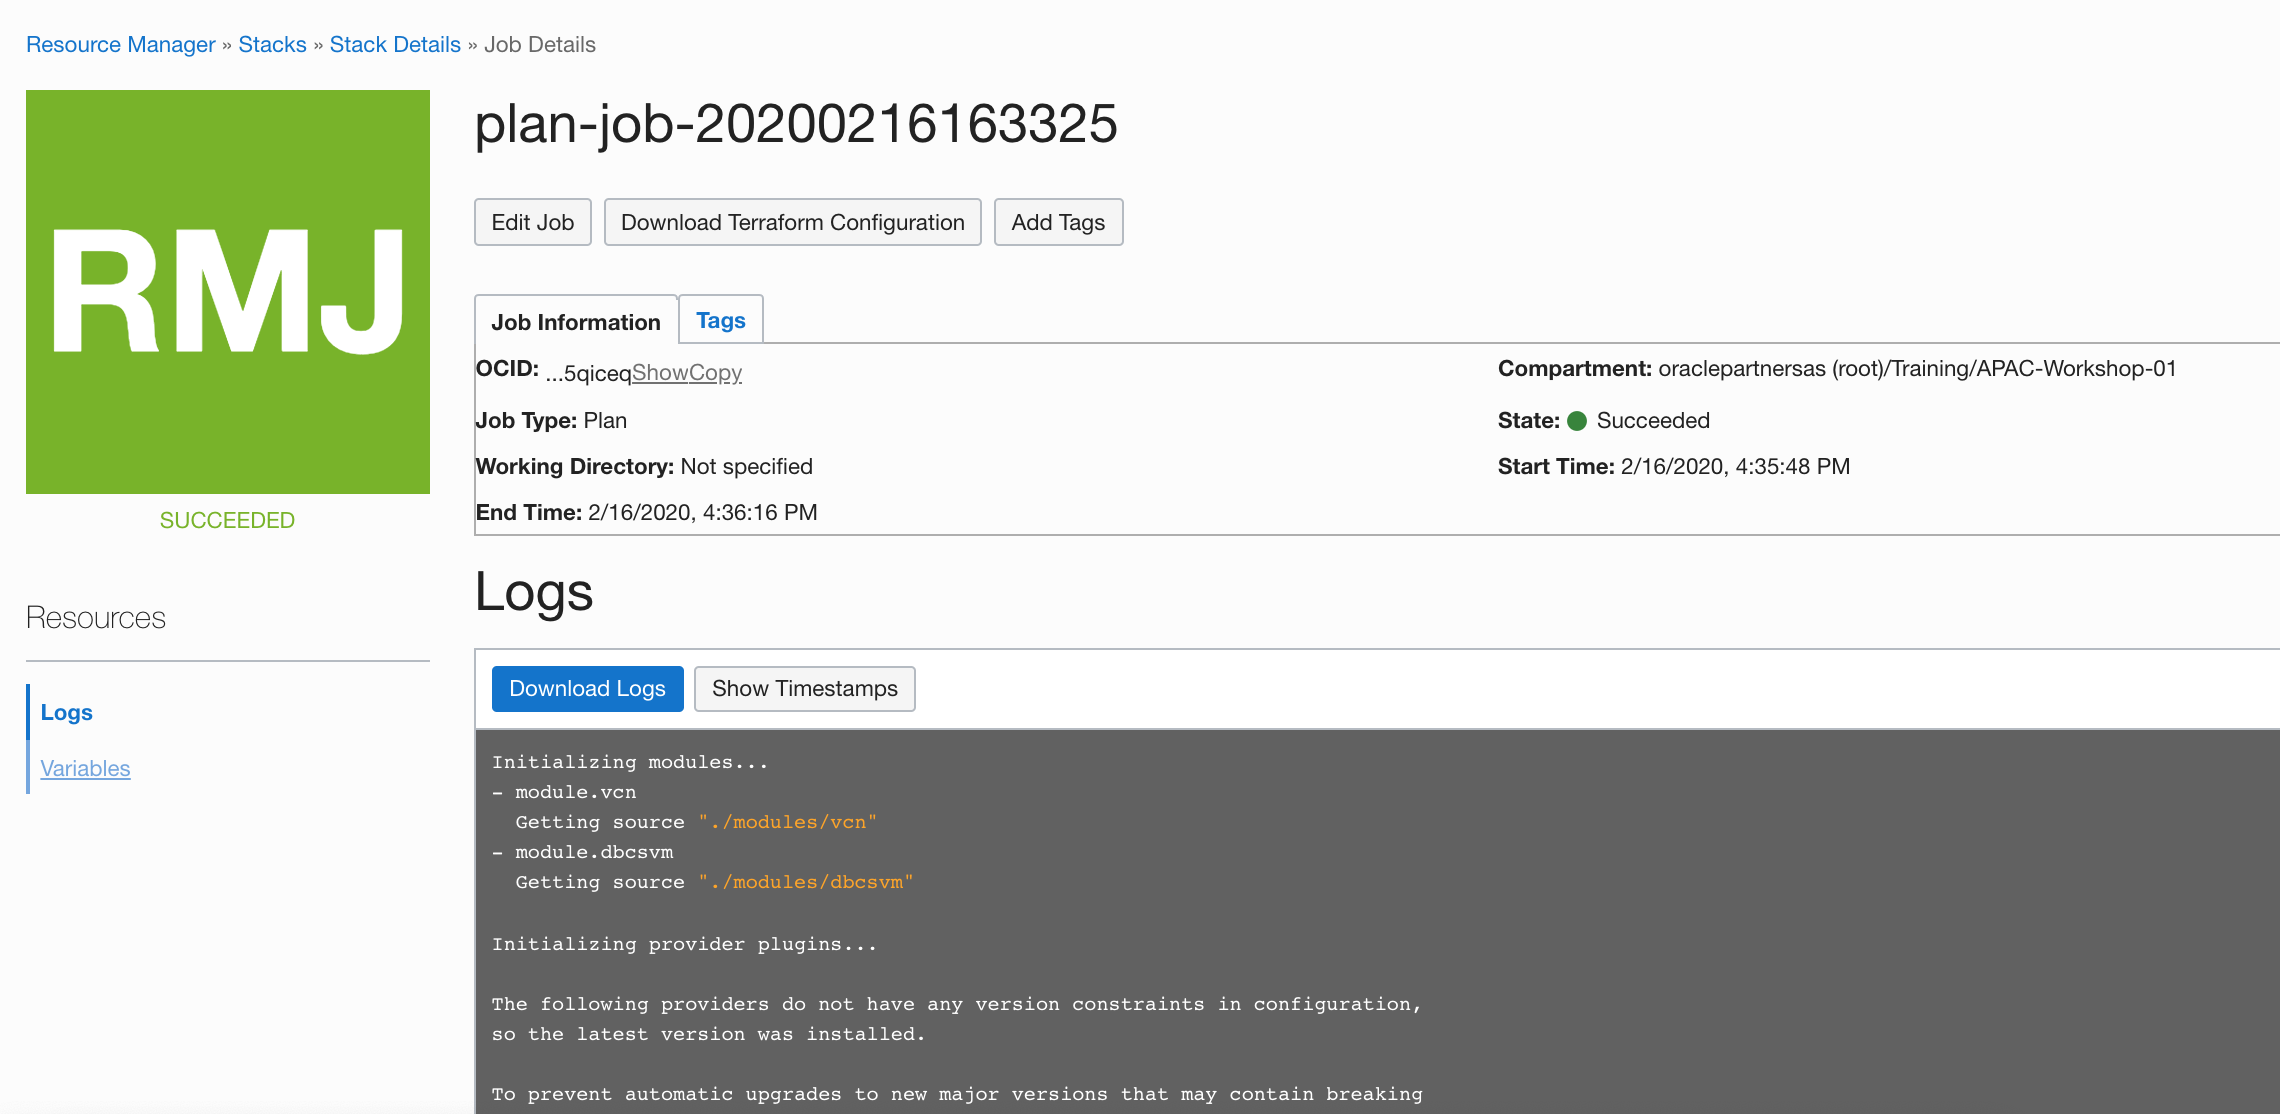 Resource Manager » Stacks » Stack Details » Job Details
RMJ
SUCCEEDED
Resources
Logs
Variables
plan-job-20200216163325
Edit Job
Download Terraform Configuration
Add Tags
Job Information
Tags
OCID: ...5qiceqShowCopy
Compartment: oraclepartnersas (root)/Training/APAC-Workshop-01
Job Type: Plan
State: Succeeded
Working Directory: Not specified
Start Time: 2/16/2020, 4:35:48 PM
End Time: 2/16/2020, 4:36:16 PM
Logs
Download Logs
Show Timestamps
Initializing modules...
- module.vcn
  Getting source "./modules/vcn"
- module.dbcsvm
  Getting source "./modules/dbcsvm"
Initializing provider plugins...
The following providers do not have any version constraints in configuration,
so the latest version was installed.
To prevent automatic upgrades to new major versions that may contain breaking